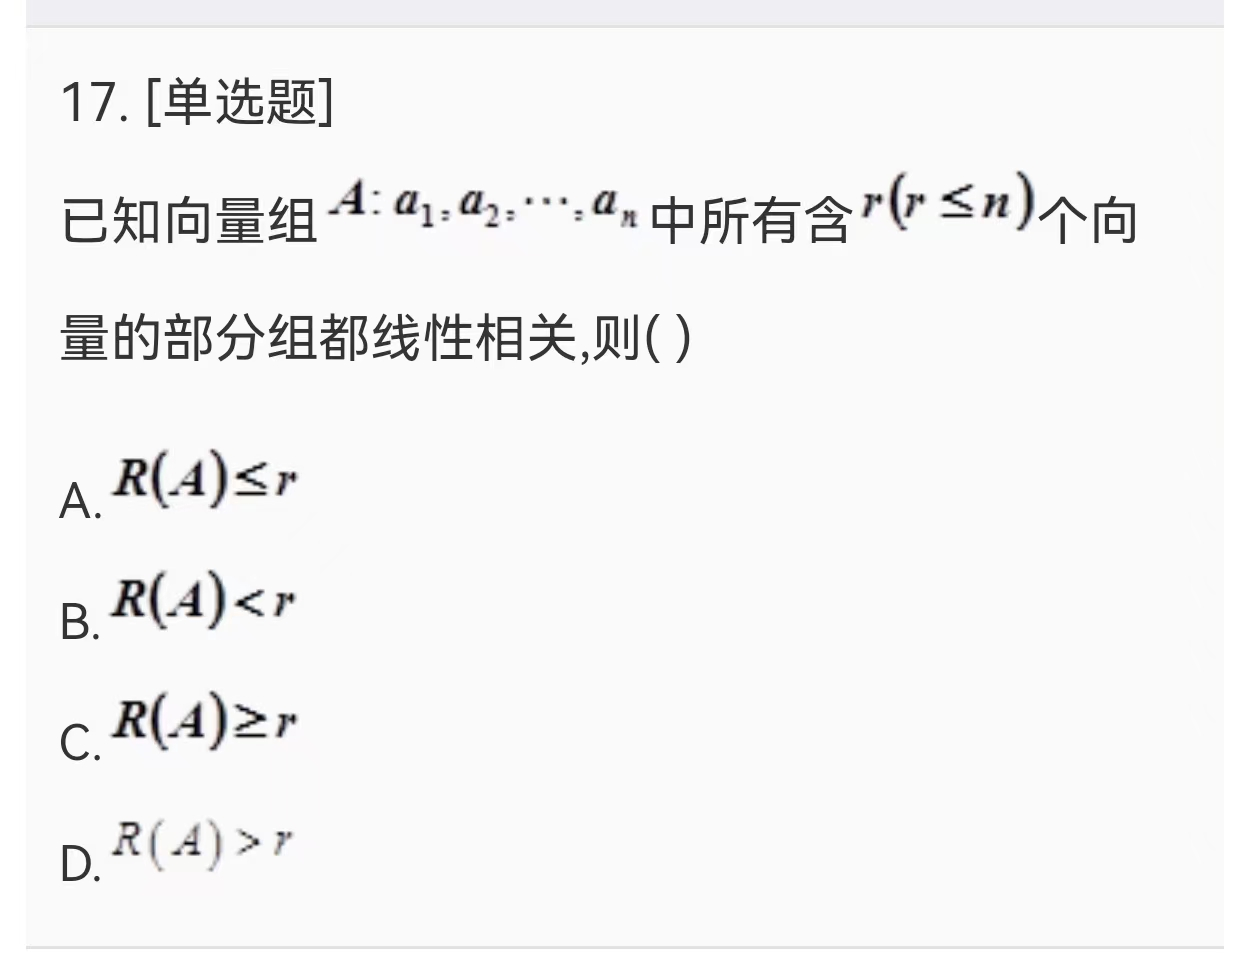 17. [单选题]
已知向量组 A: a₁, a₂, ⋯, aₙ 中所有含 r(r ≤ n) 个向
量的部分组都线性相关,则( )
A. R(A) ≤ r
B. R(A) < r
C. R(A) ≥ r
D. R(A) > r